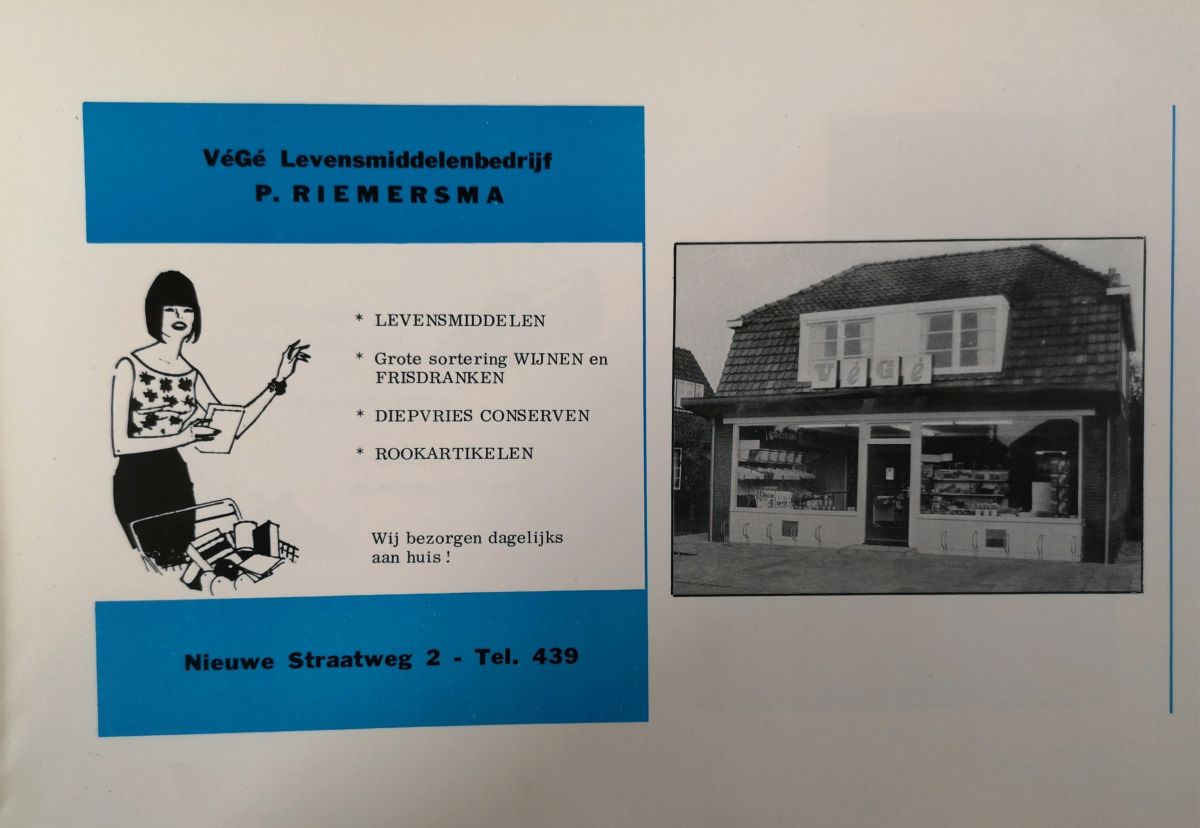 VéGé Levensmiddelenbedrijf
P. RIEMERSMA
* LEVENSMIDDELEN
* Grote sortering WIJNEN en
FRISDRANKEN
* DIEPVRIES CONSERVEN
* ROOKARTIKELEN
Wij bezorgen dagelijks
aan huis !
Nieuwe Straatweg 2 - Tel. 439
VéGé